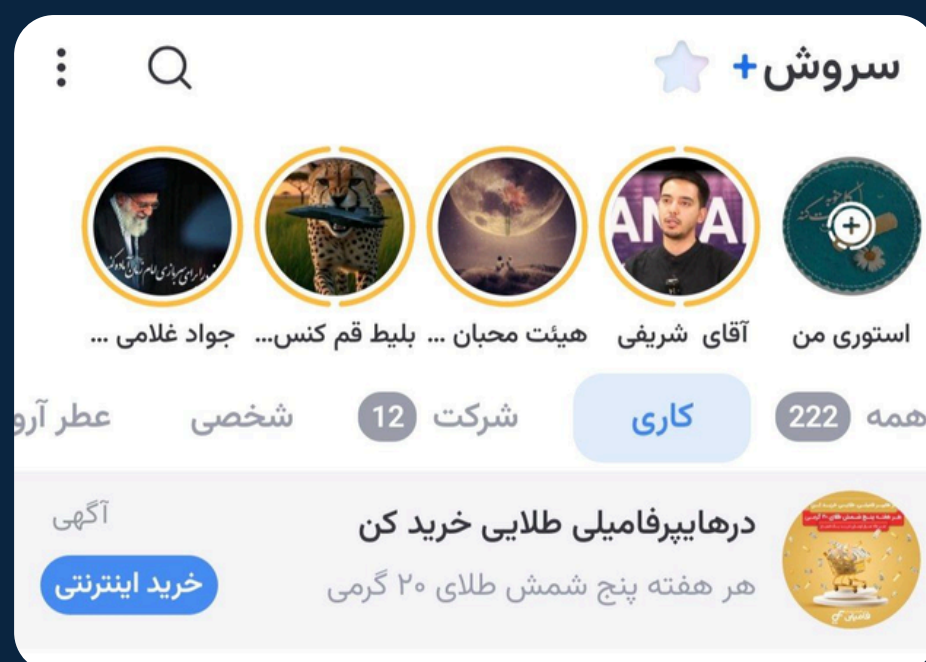 سروش+
استوری من
آقای شریفی
هیئت محبان ...
بلیط قم کنس...
جواد غلامی ...
همه 222
کاری
شرکت 12
شخصی
عطر آرو
درهایپرفامیلی طلایی خرید کن
آگهی
هر هفته پنج شمش طلای ۲۰ گرمی
خرید اینترنتی